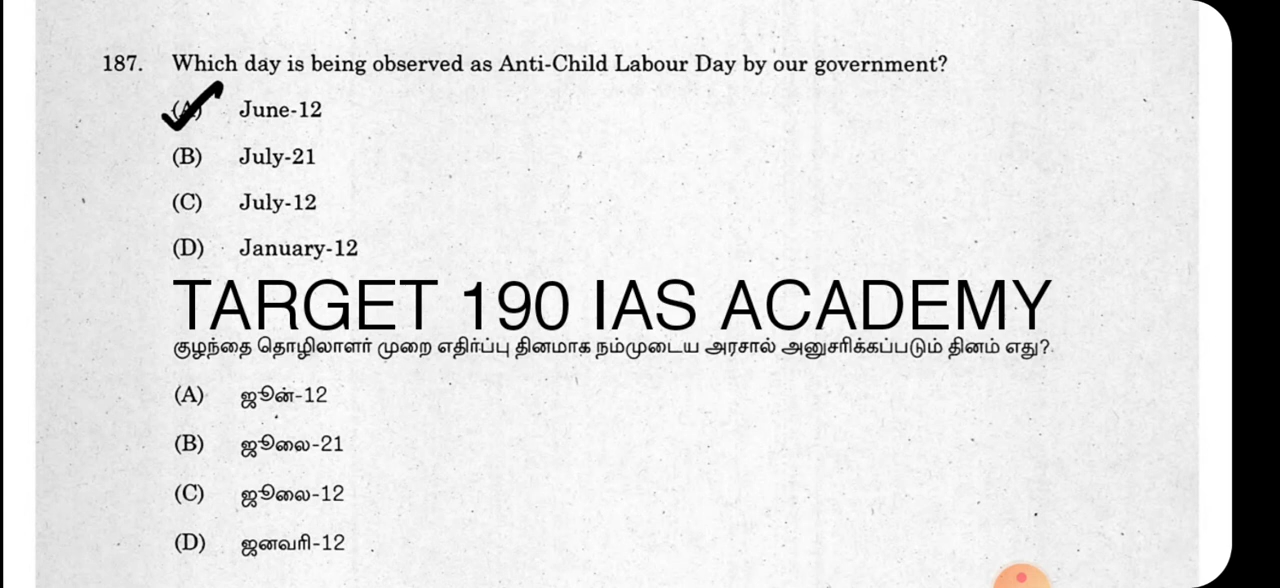 187. Which day is being observed as Anti-Child Labour Day by our government?
(A) June-12
(B) July-21
(C) July-12
(D) January-12
TARGET 190 IAS ACADEMY
குழந்தை தொழிலாளர் முறை எதிர்ப்பு தினமாக நம்முடைய அரசால் அனுசரிக்கப்படும் தினம் எது?
(A) ஜூன்-12
(B) ஜூலை-21
(C) ஜூலை-12
(D) ஜனவரி-12